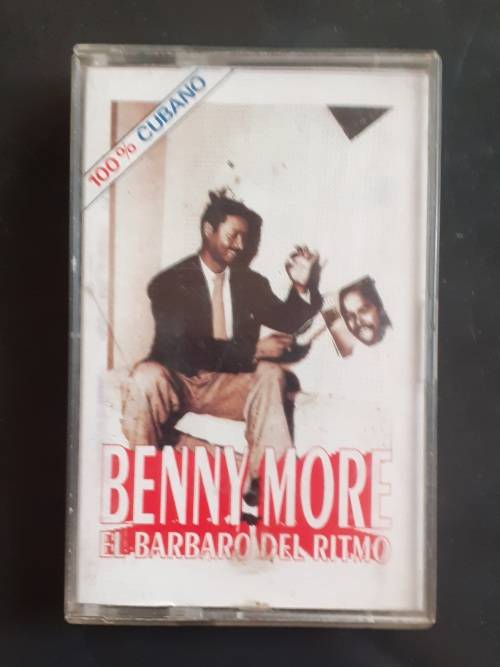 100% CUBANO
BENNY MORE
EL BARBARO DEL RITMO